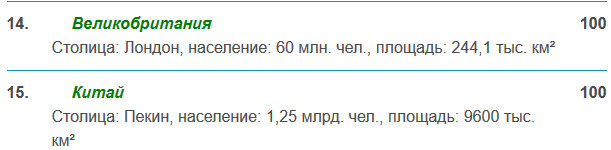 14. Великобритания 100
Столица: Лондон, население: 60 млн. чел., площадь: 244,1 тыс. км²
15. Китай 100
Столица: Пекин, население: 1,25 млрд. чел., площадь: 9600 тыс.
км²